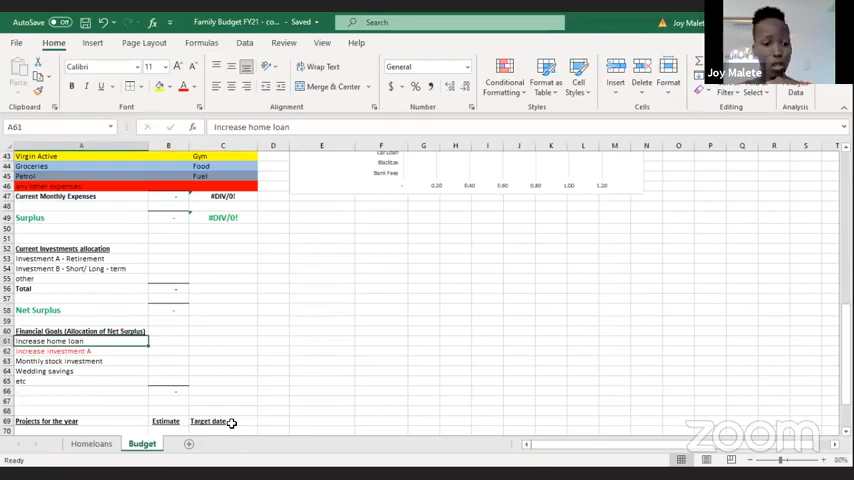 AutoSave Off Family Budget FY21 - co... - Saved Search Joy Malete
File Home Insert Page Layout Formulas Data Review View Help
Calibri 11 Wrap Text General
Paste Merge & Center Conditional Formatting Format as Table Cell Styles Insert Delete Format Filter Select Data
Clipboard Font Alignment Number Styles Cells Editing Analysis
Joy Malete
A61 fx Increase home loan
A B C D E F G H I J K L M N O P Q R S T
43 Virgin Active Gym Car Loan
44 Groceries Food Blacktax
45 Petrol Fuel Bank Fees
46 any other expenses - 0.20 0.40 0.60 0.80 1.00 1.20
47 Current Monthly Expenses - #DIV/0!
48
49 Surplus - #DIV/0!
50
51
52 Current Investments allocation
53 Investment A - Retirement
54 Investment B - Short/ Long - term
55 other
56 Total -
57
58 Net Surplus -
59
60 Financial Goals (Allocation of Net Surplus)
61 Increase home loan
62 Increase investment A
63 Monthly stock investment
64 Wedding savings
65 etc
66 -
67
68
69 Projects for the year Estimate Target date
70
Homeloans Budget
Ready 80%
zoom